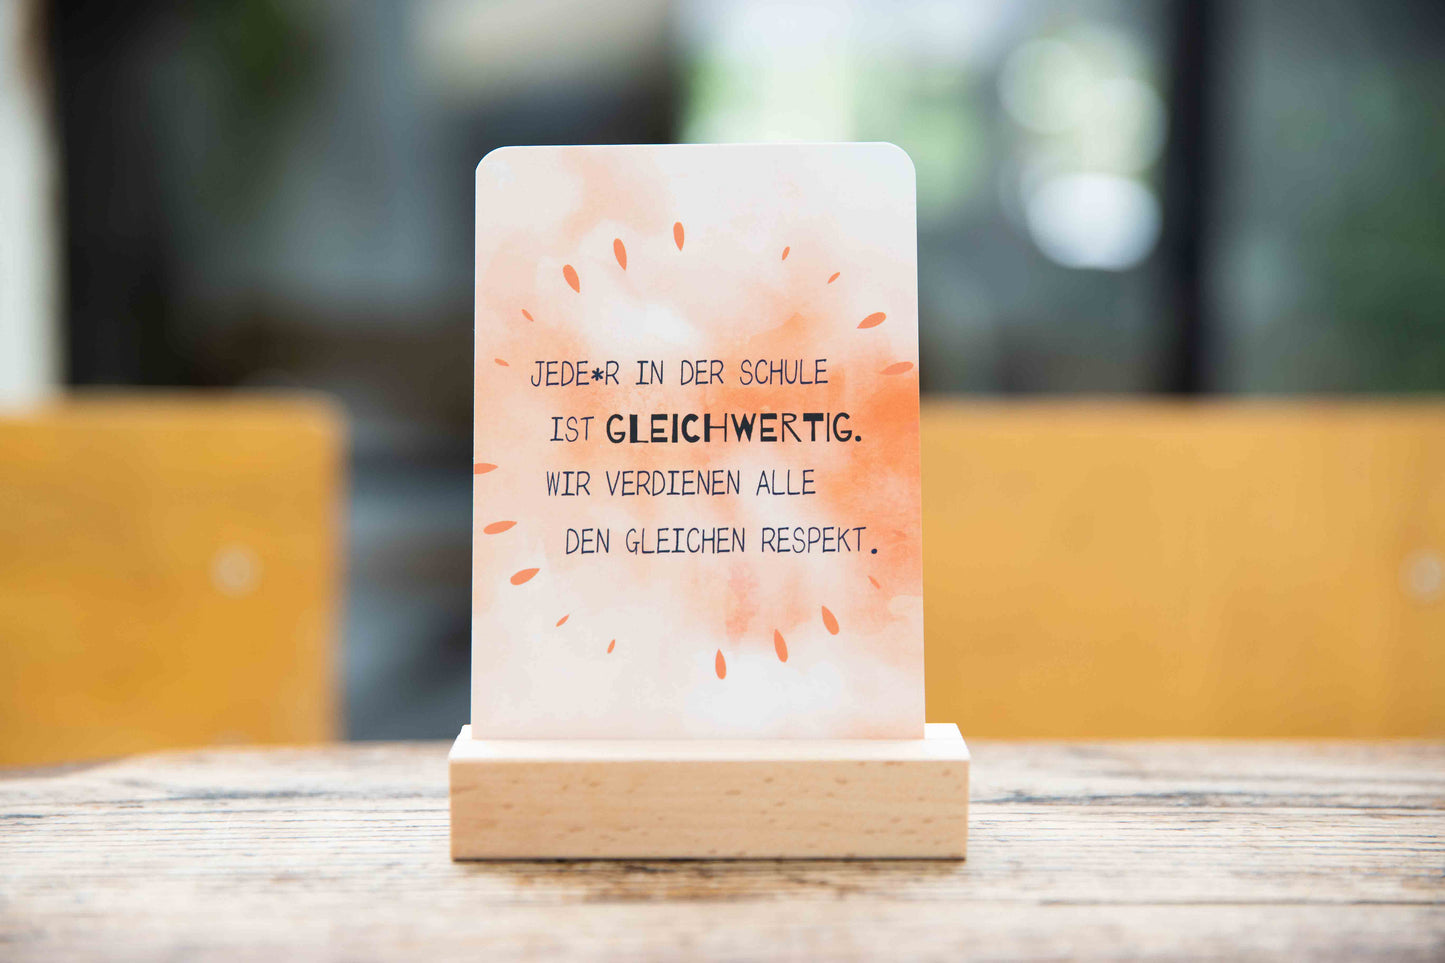 JEDE*R IN DER SCHULE
IST GLEICHWERTIG.
WIR VERDIENEN ALLE
DEN GLEICHEN RESPEKT.